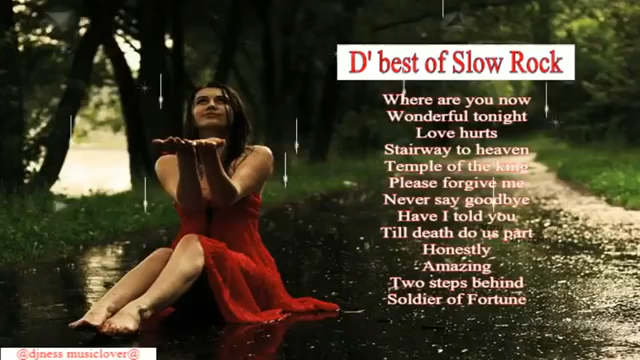 D' best of Slow Rock
Where are you now
Wonderful tonight
Love hurts
Stairway to heaven
Temple of the king
Please forgive me
Never say goodbye
Have I told you
Till death do us part
Honestly
Amazing
Two steps behind
Soldier of Fortune
@djness musiclover@